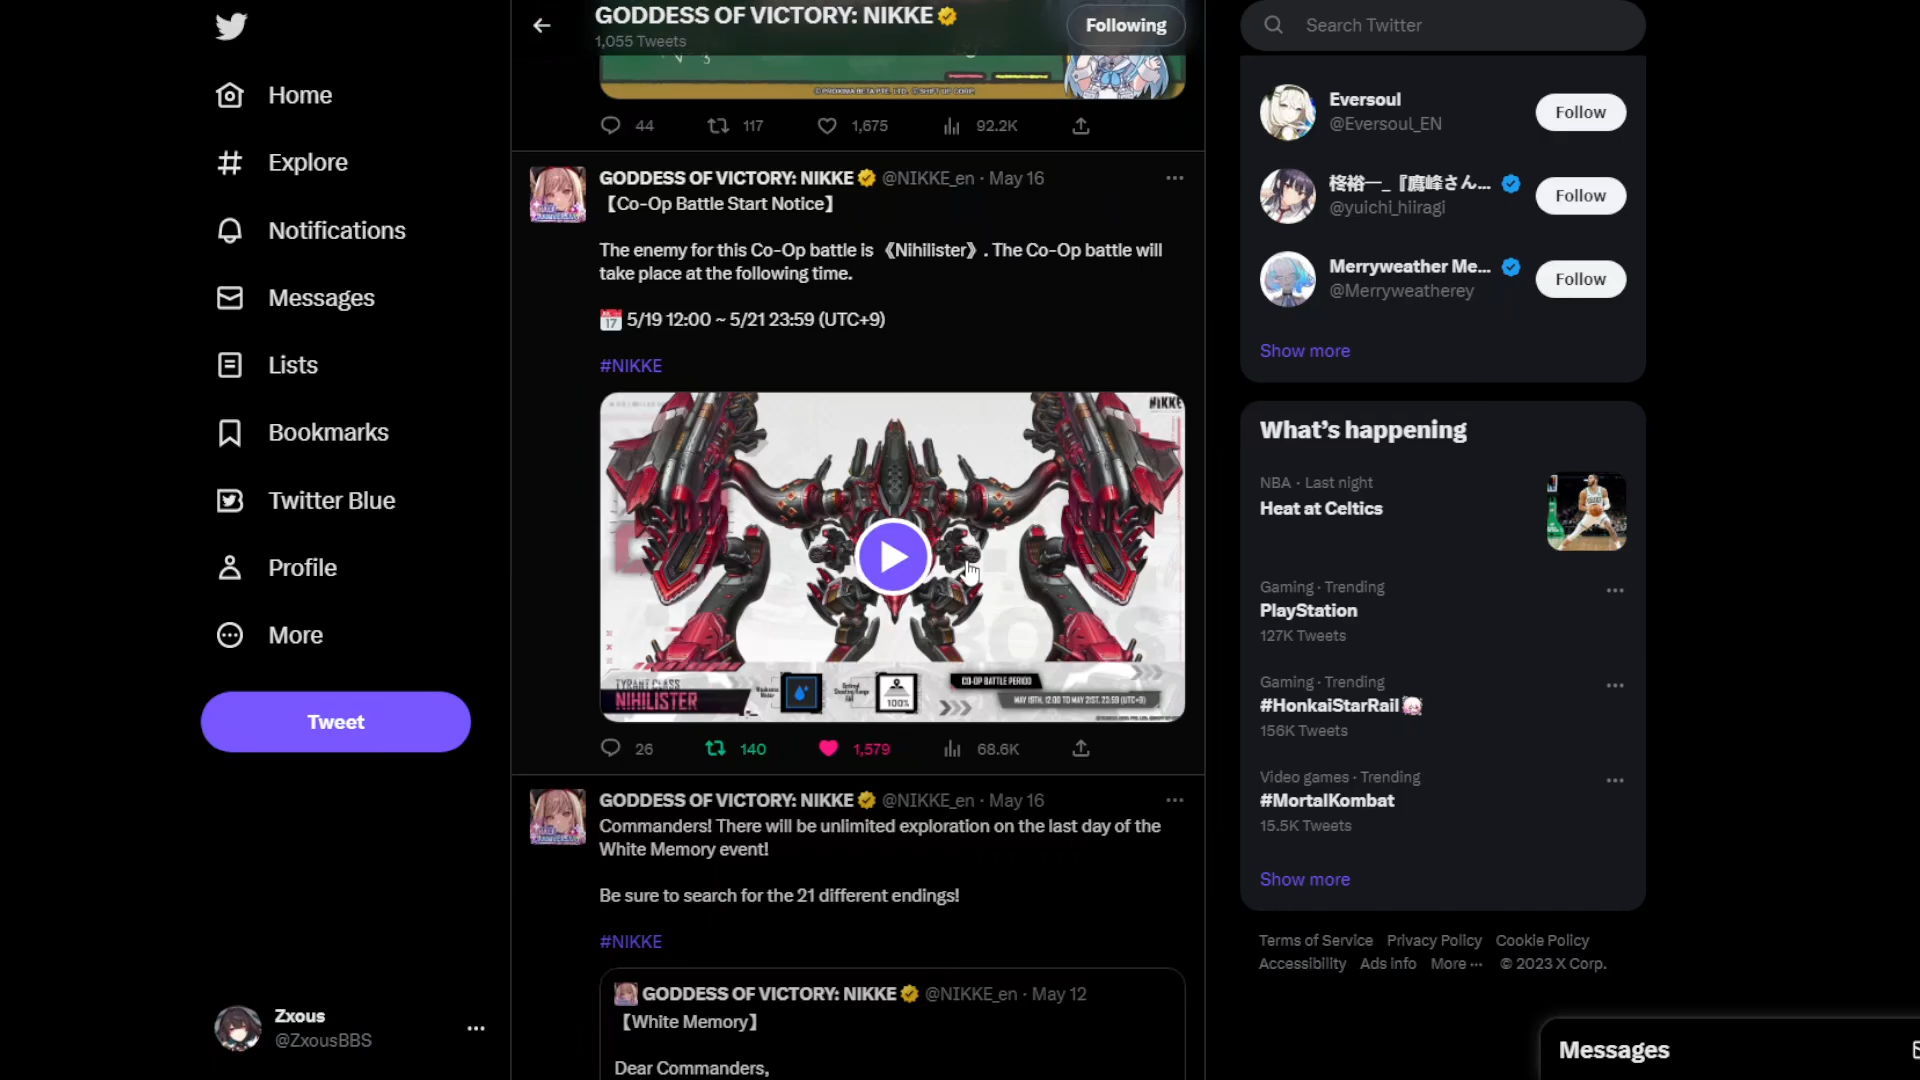 Home
Explore
Notifications
Messages
Lists
Bookmarks
Twitter Blue
Profile
More
Tweet
Zxous
@ZxousBBS
GODDESS OF VICTORY: NIKKE
1,055 Tweets
Following
©PROXIMA BETA PTE. LTD. ©SHIFT UP CORP.
44 117 1,675 92.2K
GODDESS OF VICTORY: NIKKE @NIKKE_en · May 16
【Co-Op Battle Start Notice】
The enemy for this Co-Op battle is 《Nihilister》. The Co-Op battle will
take place at the following time.
17 5/19 12:00 ~ 5/21 23:59 (UTC+9)
#NIKKE
NIKKE
TYRANT CLASS
NIHILISTER
100%
CO-OP BATTLE PERIOD
MAY 19TH, 12:00 TO MAY 21ST, 23:59 (UTC+9)
26 140 1,579 68.6K
GODDESS OF VICTORY: NIKKE @NIKKE_en · May 16
Commanders! There will be unlimited exploration on the last day of the
White Memory event!
Be sure to search for the 21 different endings!
#NIKKE
GODDESS OF VICTORY: NIKKE @NIKKE_en · May 12
【White Memory】
Dear Commanders,
Search Twitter
Eversoul
@Eversoul_EN
Follow
柊裕一_『鷹峰さん...
@yuichi_hiiragi
Follow
Merryweather Me...
@Merryweatherey
Follow
Show more
What's happening
NBA · Last night
Heat at Celtics
Gaming · Trending
PlayStation
127K Tweets
Gaming · Trending
#HonkaiStarRail
156K Tweets
Video games · Trending
#MortalKombat
15.5K Tweets
Show more
Terms of Service Privacy Policy Cookie Policy
Accessibility Ads info More ··· © 2023 X Corp.
Messages